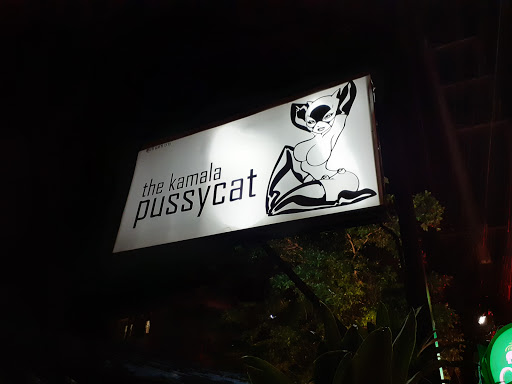 the kamala
pussycat